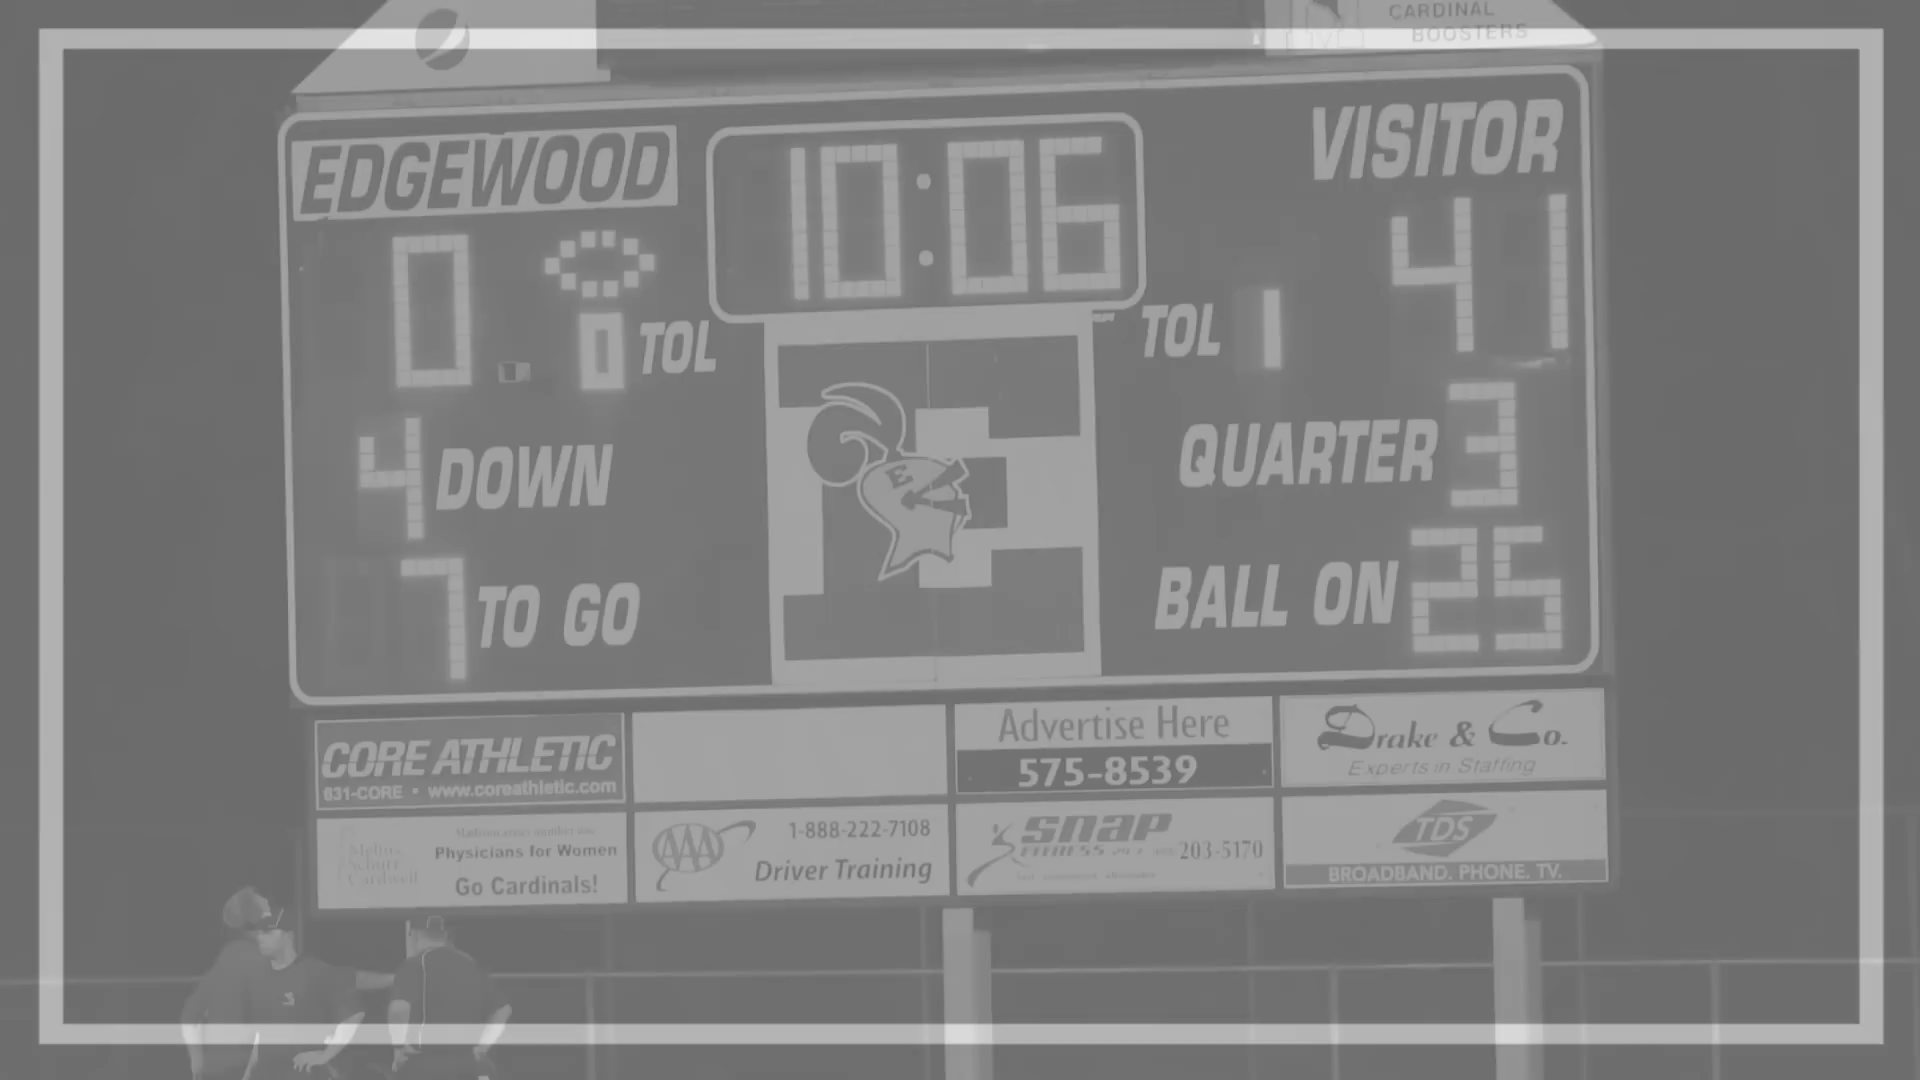 CARDINAL
BOOSTERS
EDGEWOOD
10:06
VISITOR
0
41
0 TOL
TOL 1
4 DOWN
QUARTER 3
E
7 TO GO
BALL ON 25
CORE ATHLETIC
831-CORE • www.coreathletic.com
Advertise Here
575-8539
Drake & Co.
Experts in Staffing
Physicians for Women
Go Cardinals!
AAA
1-888-222-7108
Driver Training
SNAP
FITNESS
203-5170
TDS
BROADBAND. PHONE. TV.